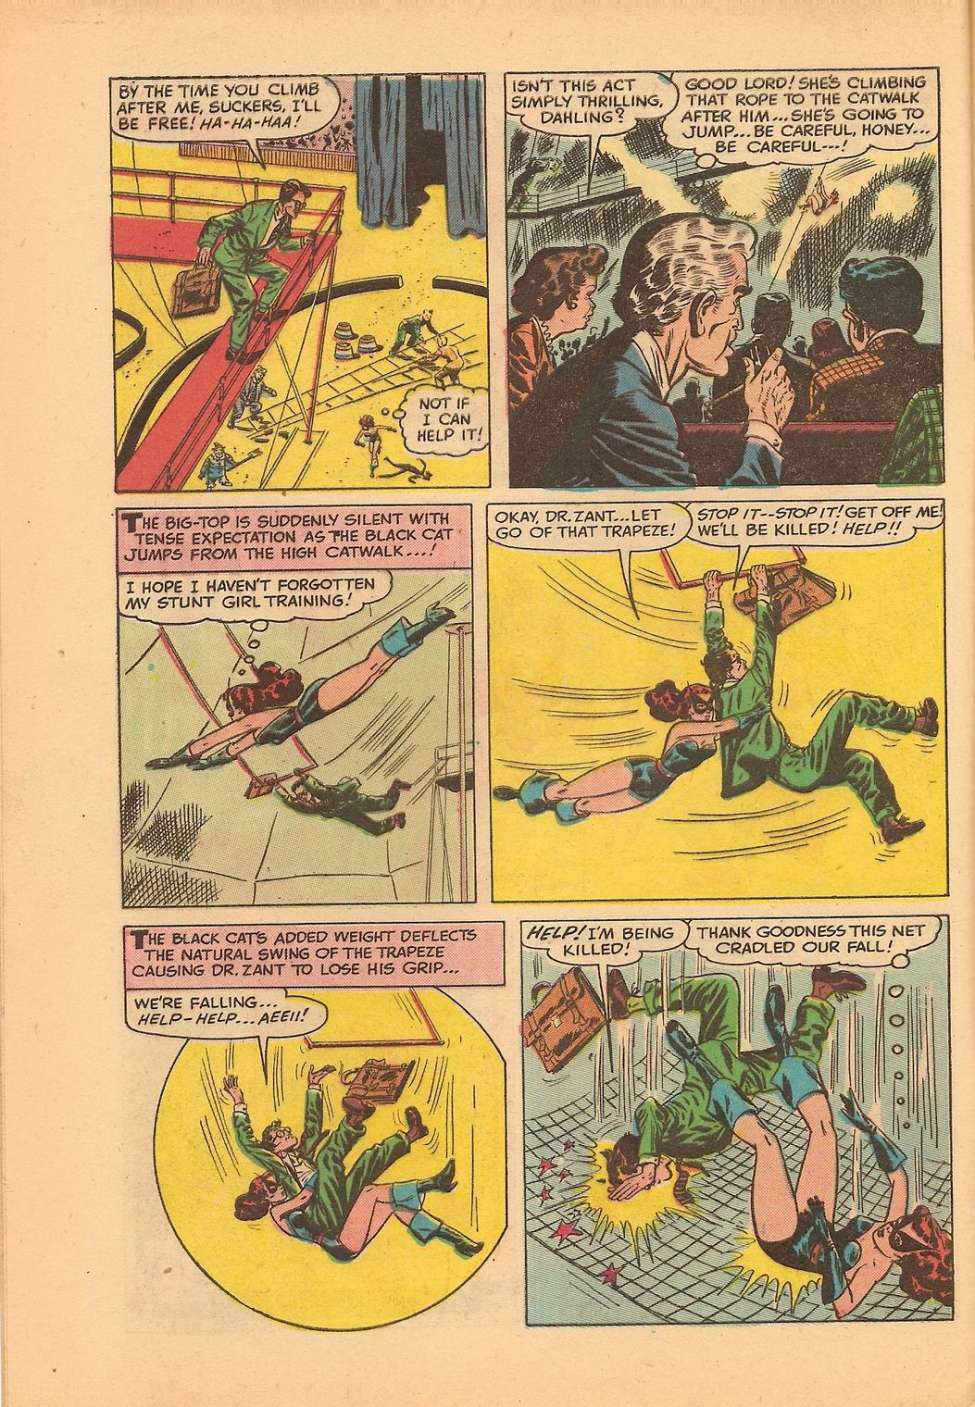 BY THE TIME YOU CLIMB
AFTER ME, SUCKERS, I'LL
BE FREE! HA-HA-HAA!
NOT IF
I CAN
HELP IT!
ISN'T THIS ACT
SIMPLY THRILLING,
DAHLING?
GOOD LORD! SHE'S CLIMBING
THAT ROPE TO THE CATWALK
AFTER HIM...SHE'S GOING TO
JUMP...BE CAREFUL, HONEY...
BE CAREFUL---!
THE BIG-TOP IS SUDDENLY SILENT WITH
TENSE EXPECTATION AS THE BLACK CAT
JUMPS FROM THE HIGH CATWALK...!
I HOPE I HAVEN'T FORGOTTEN
MY STUNT GIRL TRAINING!
OKAY, DR. ZANT...LET
GO OF THAT TRAPEZE!
STOP IT--STOP IT! GET OFF ME!
WE'LL BE KILLED! HELP!!
THE BLACK CAT'S ADDED WEIGHT DEFLECTS
THE NATURAL SWING OF THE TRAPEZE
CAUSING DR. ZANT TO LOSE HIS GRIP...
WE'RE FALLING...
HELP-HELP...AEEII!
HELP! I'M BEING
KILLED!
THANK GOODNESS THIS NET
CRADLED OUR FALL!